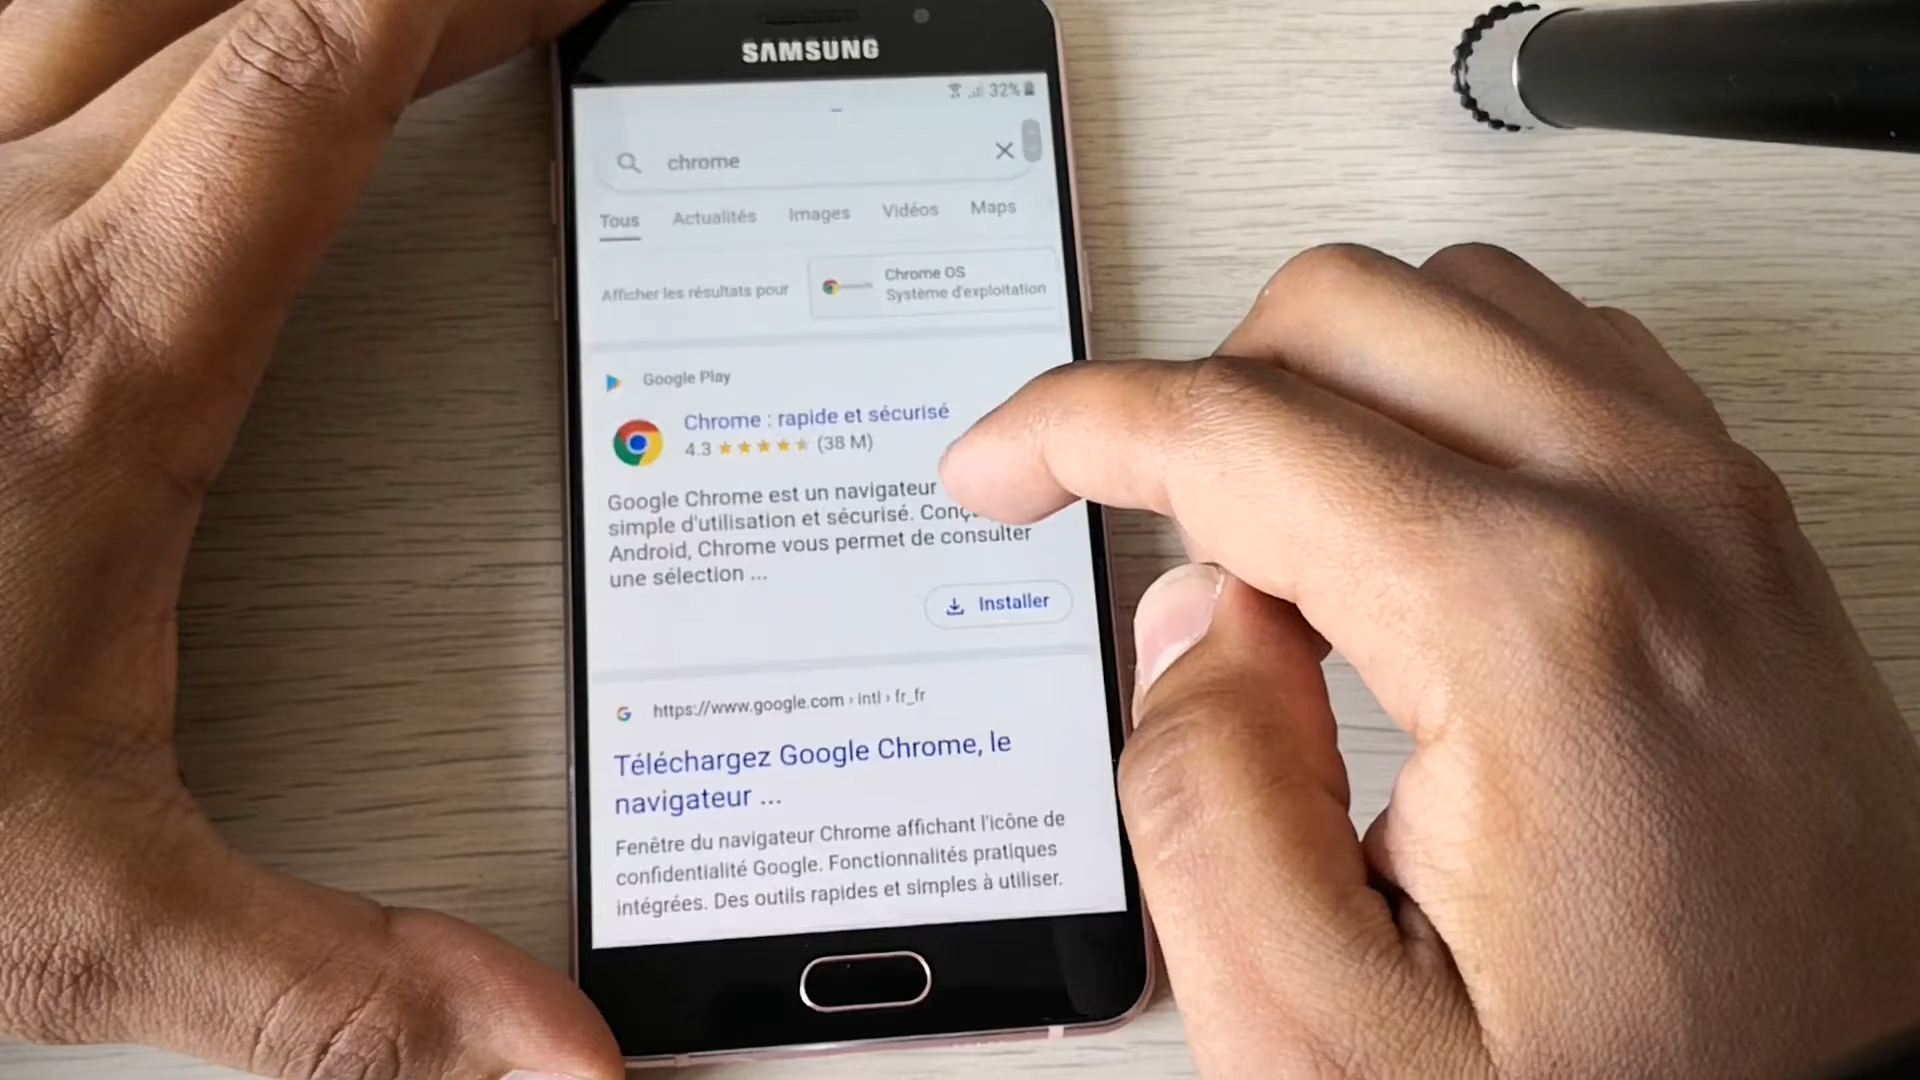 SAMSUNG
32%
chrome
Tous Actualités Images Vidéos Maps
Afficher les résultats pour
Chrome OS
Système d'exploitation
Google Play
Chrome : rapide et sécurisé
4.3 (38 M)
Google Chrome est un navigateur
simple d'utilisation et sécurisé. Conç
Android, Chrome vous permet de consulter
une sélection ...
Installer
https://www.google.com › intl › fr_fr
Téléchargez Google Chrome, le
navigateur ...
Fenêtre du navigateur Chrome affichant l'icône de
confidentialité Google. Fonctionnalités pratiques
intégrées. Des outils rapides et simples à utiliser.